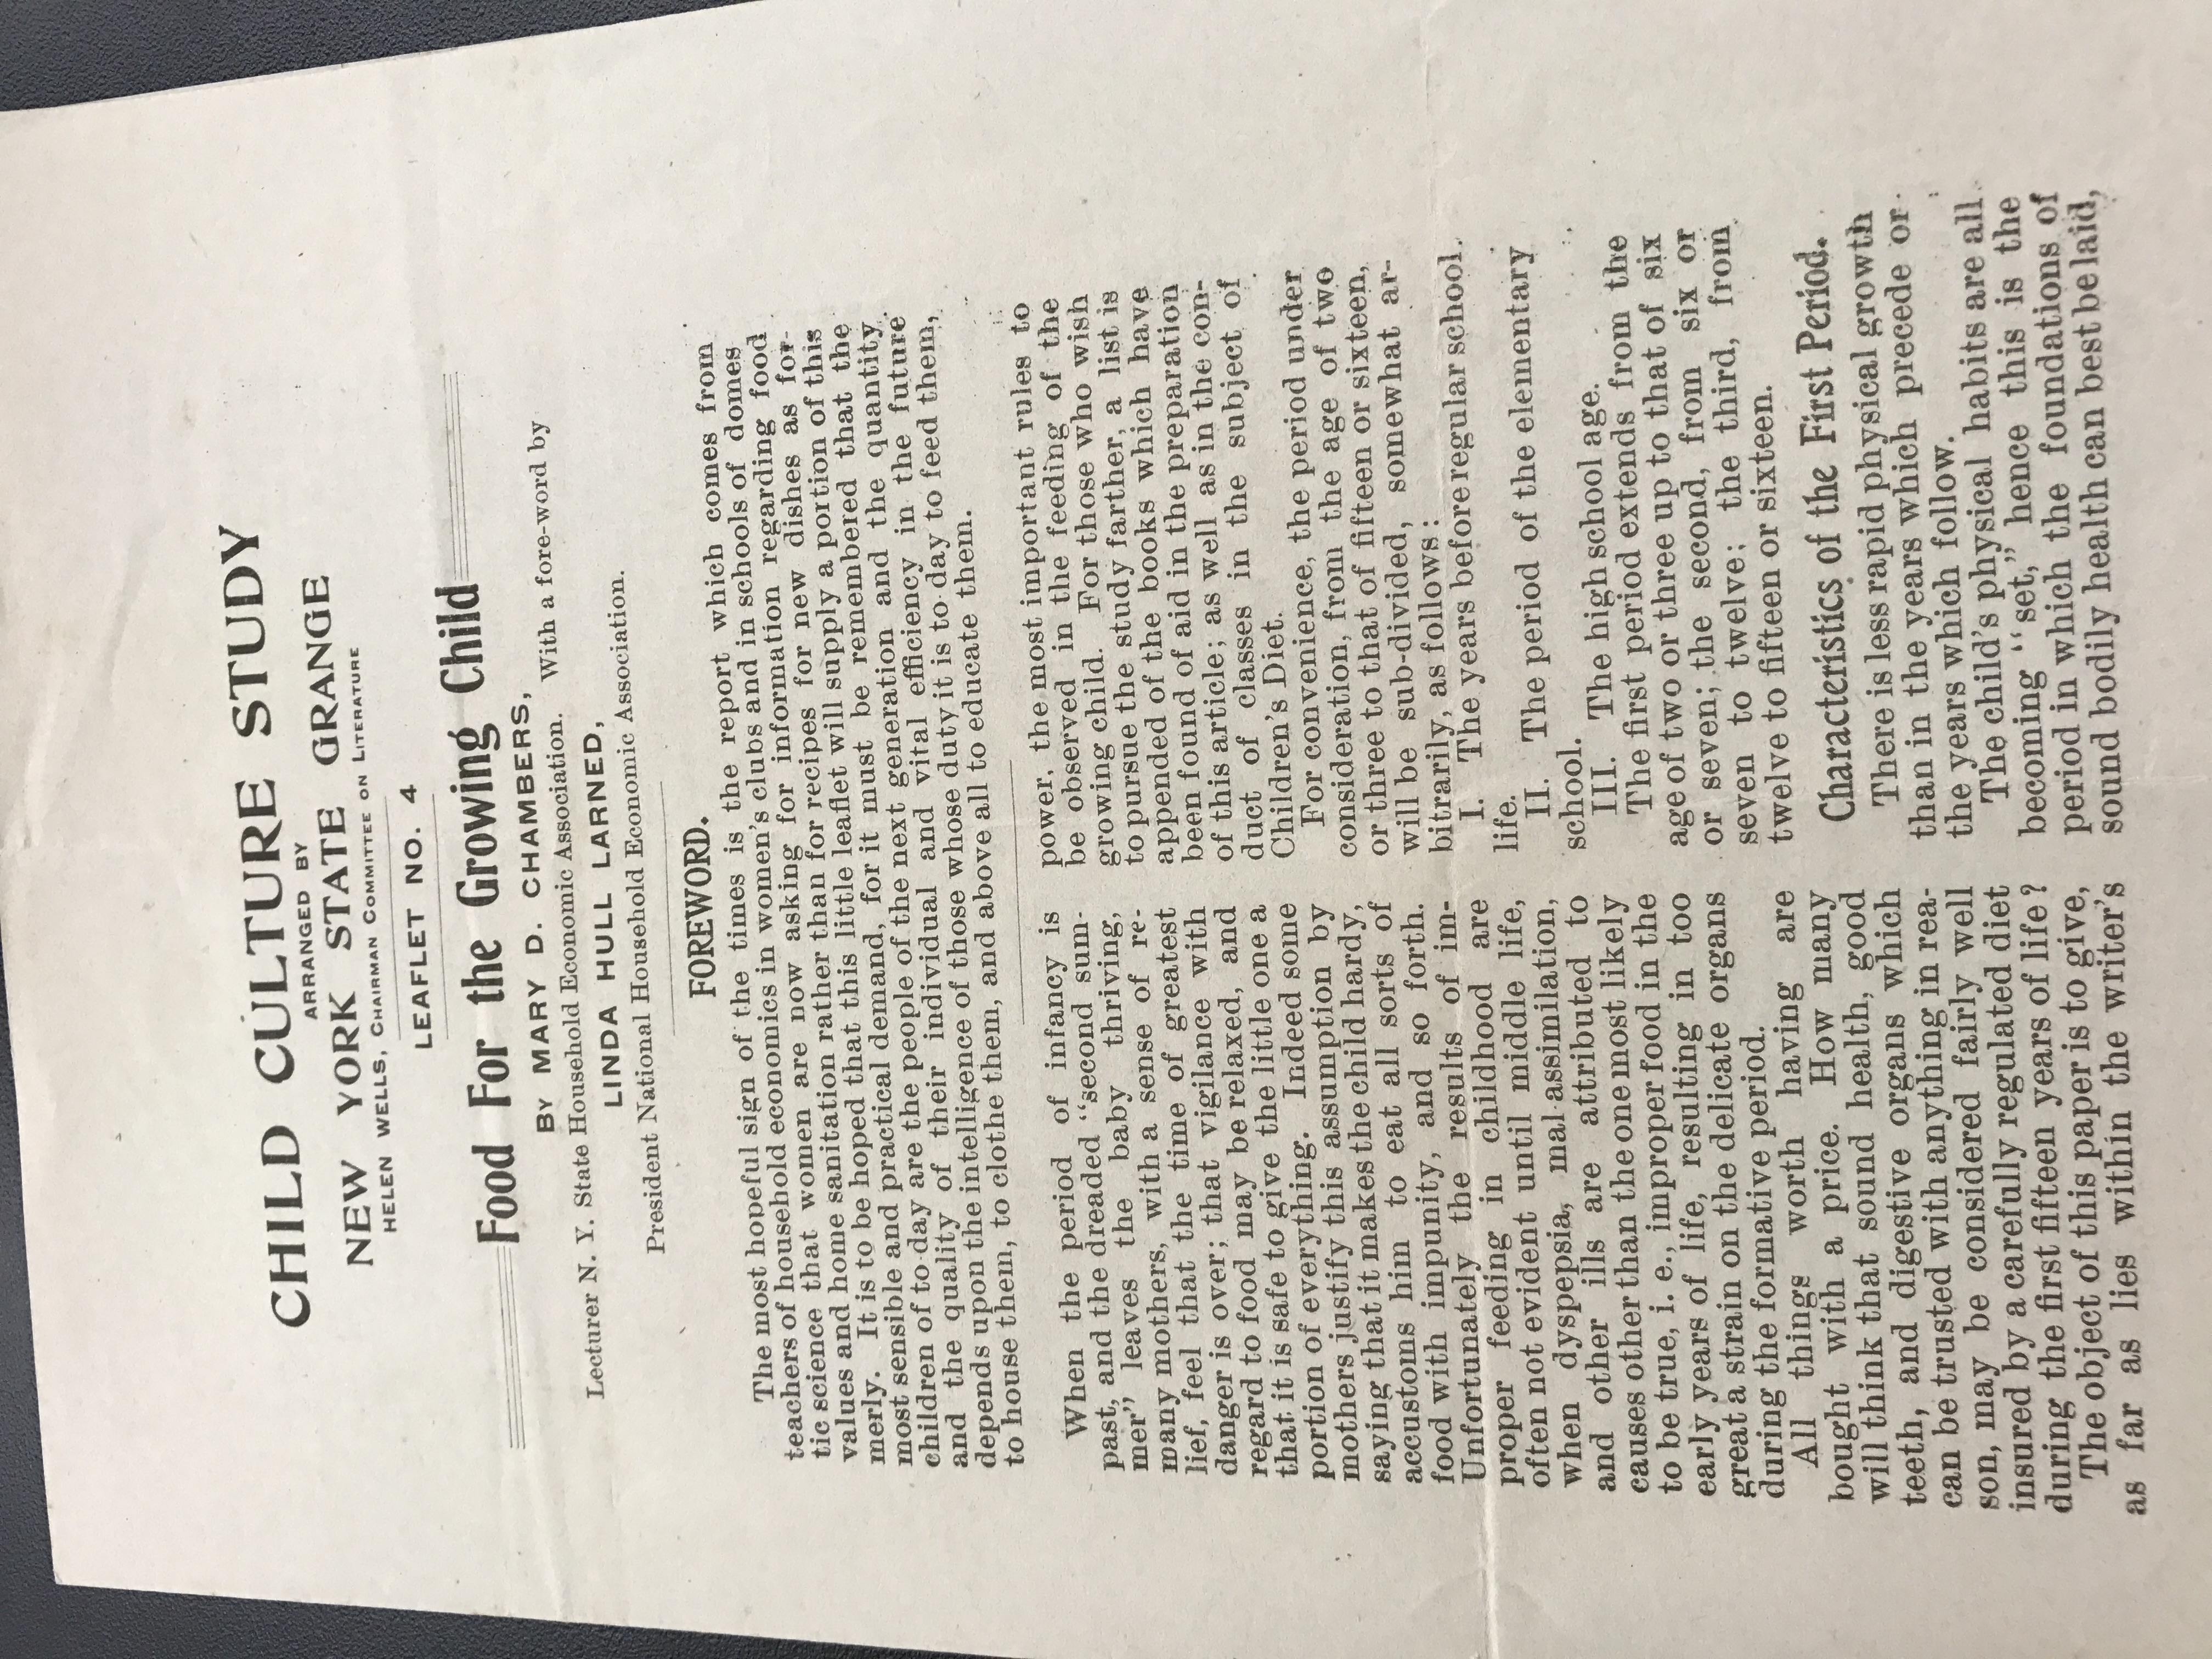 CHILD CULTURE STUDY
ARRANGED BY
NEW YORK STATE GRANGE
HELEN WELLS, CHAIRMAN COMMITTEE ON LITERATURE
LEAFLET NO. 4
Food For the Growing Child
BY MARY D. CHAMBERS,
Lecturer N. Y. State Household Economic Association. With a fore-word by
LINDA HULL LARNED,
President National Household Economic Association.
FOREWORD.
The most hopeful sign of the times is the report which comes from
teachers of household economics in women's clubs and in schools of domes
tic science that women are now asking for information regarding food
values and home sanitation rather than for recipes for new dishes as for-
merly. It is to be hoped that this little leaflet will supply a portion of this
most sensible and practical demand, for it must be remembered that the
children of to-day are the people of the next generation and the quantity
and the quality of their individual and vital efficiency in the future
depends upon the intelligence of those whose duty it is to-day to feed them,
to house them, to clothe them, and above all to educate them.
When the period of infancy is
past, and the dreaded "second sum-
mer" leaves the baby thriving,
many mothers, with a sense of re-
lief, feel that the time of greatest
danger is over; that vigilance with
regard to food may be relaxed, and
that it is safe to give the little one a
portion of everything. Indeed some
mothers justify this assumption by
saying that it makes the child hardy,
accustoms him to eat all sorts of
food with impunity, and so forth.
Unfortunately the results of im-
proper feeding in childhood are
often not evident until middle life,
when dyspepsia, mal-assimilation,
and other ills are attributed to
causes other than the one most likely
to be true, i. e., improper food in the
early years of life, resulting in too
great a strain on the delicate organs
during the formative period.
All things worth having are
bought with a price. How many
will think that sound health, good
teeth, and digestive organs which
can be trusted with anything in rea-
son, may be considered fairly well
insured by a carefully regulated diet
during the first fifteen years of life?
The object of this paper is to give,
as far as lies within the writer's
power, the most important rules to
be observed in the feeding of the
growing child. For those who wish
to pursue the study farther, a list is
appended of the books which have
been found of aid in the preparation
of this article; as well as in the con-
duct of classes in the subject of
Children's Diet.
For convenience, the period under
consideration, from the age of two
or three to that of fifteen or sixteen,
will be sub-divided, somewhat ar-
bitrarily, as follows:
I. The years before regular school
life.
II. The period of the elementary
school.
III. The high school age.
The first period extends from the
age of two or three up to that of six
or seven; the second, from six or
seven to twelve; the third, from
twelve to fifteen or sixteen.
Characteristics of the First Period.
There is less rapid physical growth
than in the years which precede or
the years which follow.
The child's physical habits are all
becoming "set," hence this is the
period in which the foundations of
sound bodily health can best be laid,